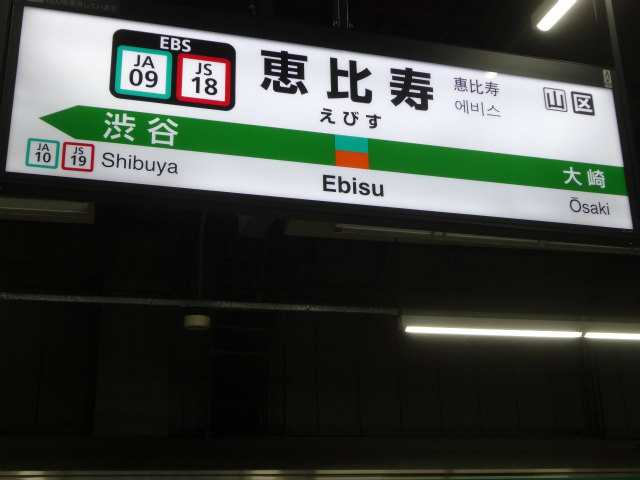 EBS
JA 09
JS 18
恵比寿
えびす
恵比寿
에비스
山 区
渋谷
JA 10
JS 19
Shibuya
Ebisu
大崎
Ōsaki